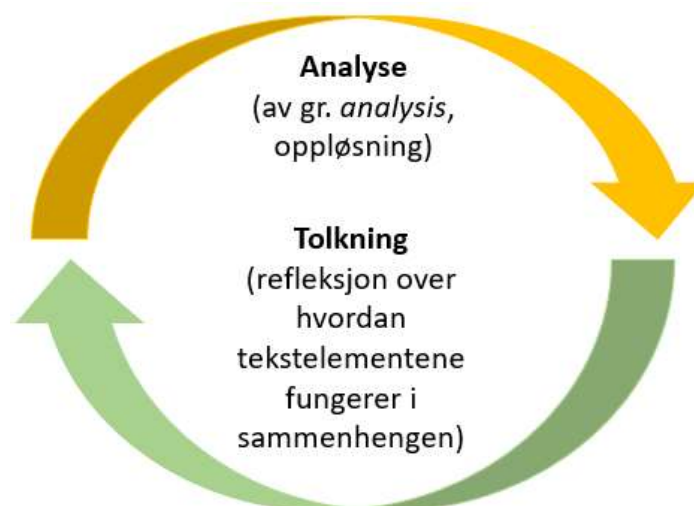 Analyse
(av gr. analysis,
oppløsning)
Tolkning
(refleksjon over
hvordan
tekstelementene
fungerer i
sammenhengen)